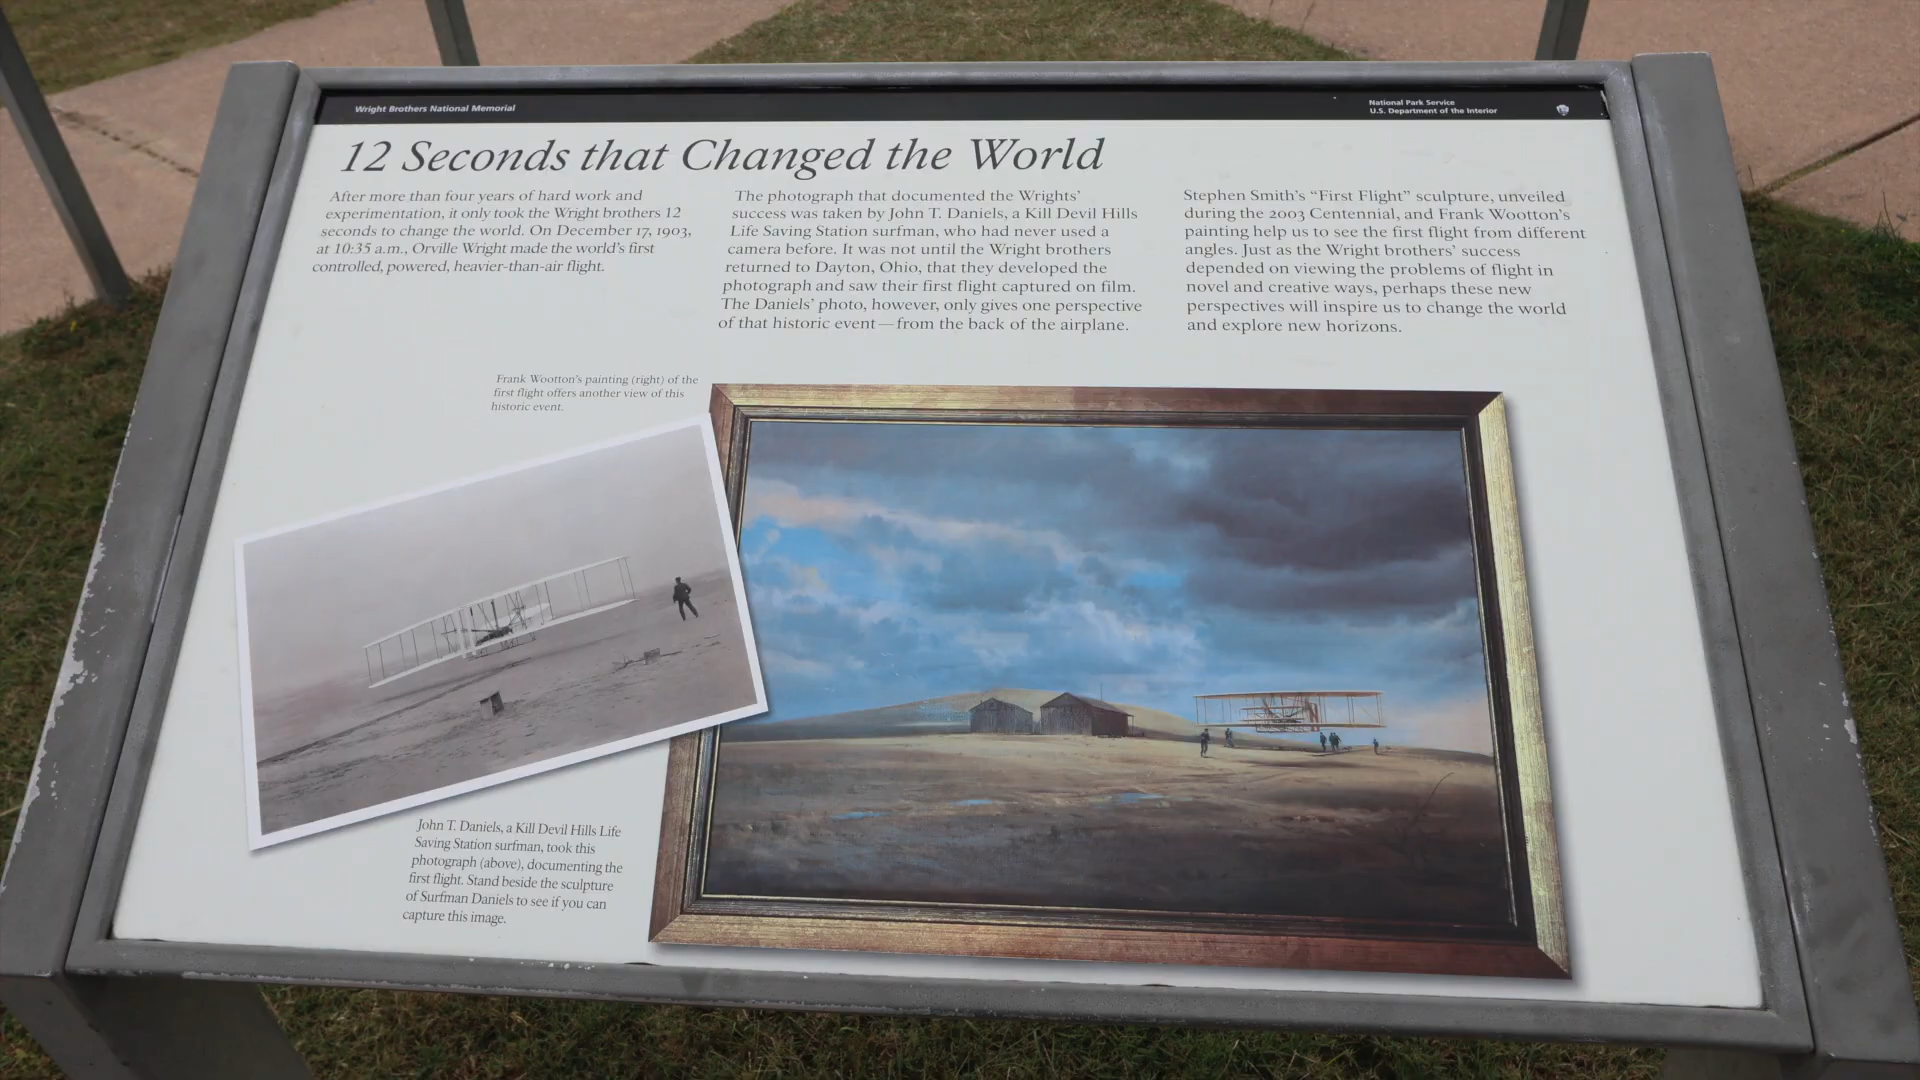 Wright Brothers National Memorial
National Park Service
U.S. Department of the Interior
12 Seconds that Changed the World
After more than four years of hard work and
experimentation, it only took the Wright brothers 12
seconds to change the world. On December 17, 1903,
at 10:35 a.m., Orville Wright made the world's first
controlled, powered, heavier-than-air flight.
The photograph that documented the Wrights'
success was taken by John T. Daniels, a Kill Devil Hills
Life Saving Station surfman, who had never used a
camera before. It was not until the Wright brothers
returned to Dayton, Ohio, that they developed the
photograph and saw their first flight captured on film.
The Daniels' photo, however, only gives one perspective
of that historic event—from the back of the airplane.
Stephen Smith's “First Flight” sculpture, unveiled
during the 2003 Centennial, and Frank Wootton's
painting help us to see the first flight from different
angles. Just as the Wright brothers' success
depended on viewing the problems of flight in
novel and creative ways, perhaps these new
perspectives will inspire us to change the world
and explore new horizons.
Frank Wootton's painting (right) of the
first flight offers another view of this
historic event.
John T. Daniels, a Kill Devil Hills Life
Saving Station surfman, took this
photograph (above), documenting the
first flight. Stand beside the sculpture
of Surfman Daniels to see if you can
capture this image.